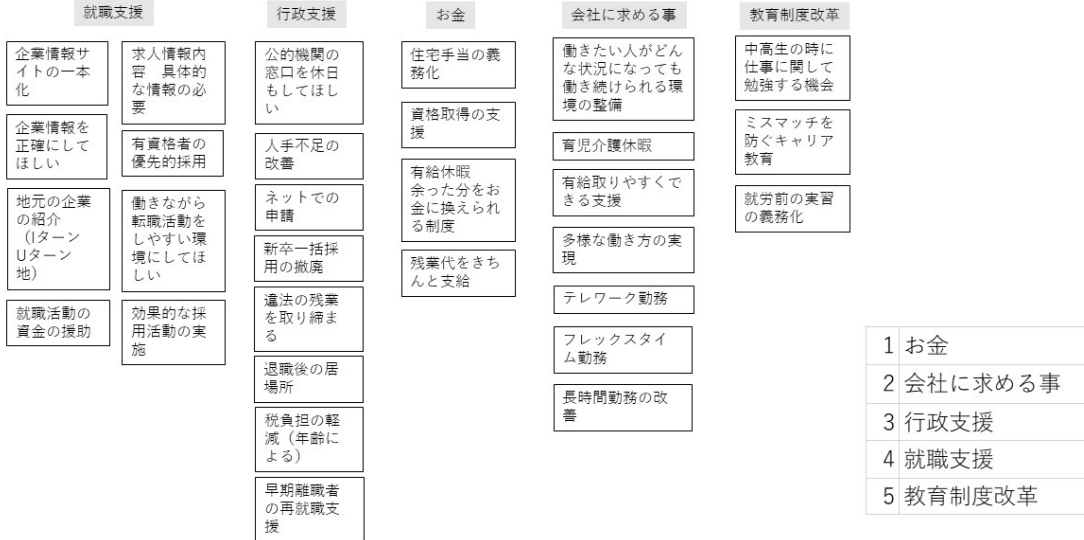 就職支援
企業情報サ
イトの一本
化
企業情報を
正確にして
ほしい
地元の企業
の紹介
（Iターン
Uターン
地）
就職活動の
資金の援助
求人情報内
容　具体的
な情報の必
要
有資格者の
優先的採用
働きながら
転職活動を
しやすい環
境にしてほ
しい
効果的な採
用活動の実
施
行政支援
公的機関の
窓口を休日
もしてほし
い
人手不足の
改善
ネットでの
申請
新卒一括採
用の撤廃
違法の残業
を取り締ま
る
退職後の居
場所
税負担の軽
減（年齢に
よる）
早期離職者
の再就職支
援
お金
住宅手当の義
務化
資格取得の支
援
有給休暇
余った分をお
金に換えられ
る制度
残業代をきち
んと支給
会社に求める事
働きたい人がどん
な状況になっても
働き続けられる環
境の整備
育児介護休暇
有給取りやすくで
きる支援
多様な働き方の実
現
テレワーク勤務
フレックスタイ
ム勤務
長時間勤務の改
善
教育制度改革
中高生の時に
仕事に関して
勉強する機会
ミスマッチを
防ぐキャリア
教育
就労前の実習
の義務化
1 お金
2 会社に求める事
3 行政支援
4 就職支援
5 教育制度改革